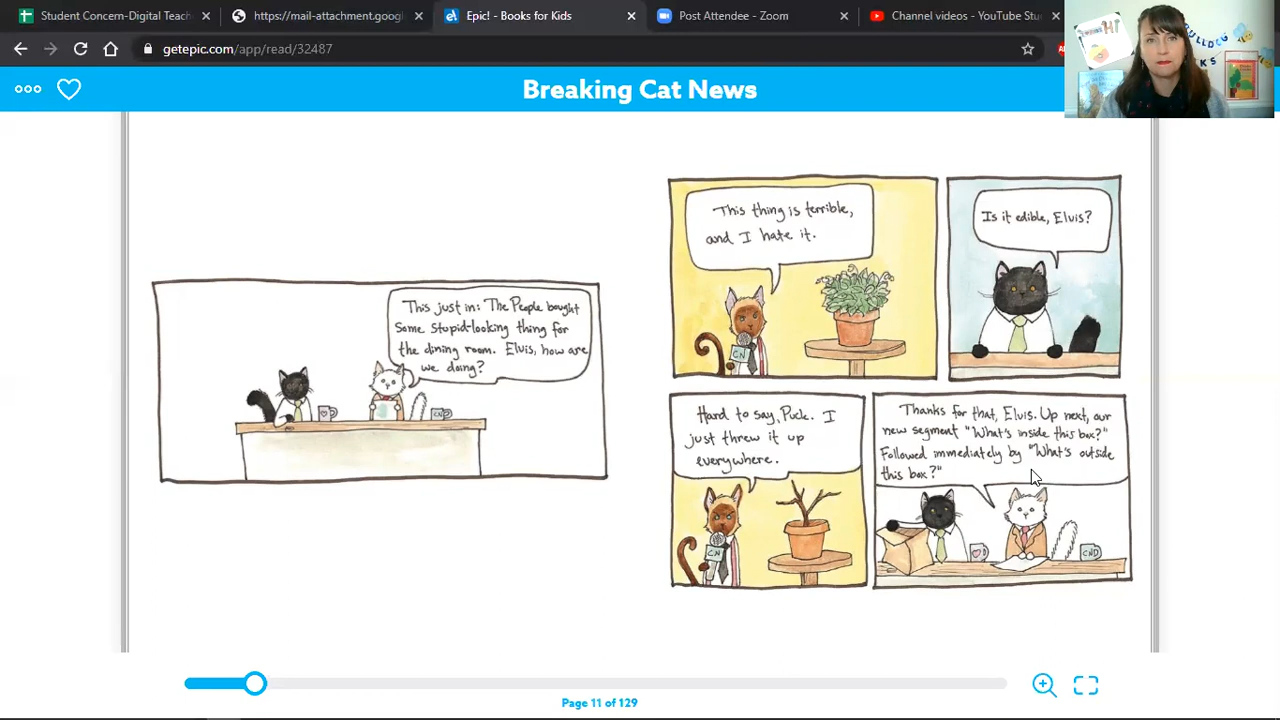 Student Concern-Digital Teach
https://mail-attachment.googl
Epic! - Books for Kids
Post Attendee - Zoom
Channel videos - YouTube Stu
getepic.com/app/read/32487
Breaking Cat News
This just in: The People bought
some stupid-looking thing for
the dining room. Elvis, how are
we doing?
CND
This thing is terrible,
and I hate it.
CN
Is it edible, Elvis?
Hard to say, Puck. I
just threw it up
everywhere.
CN
Thanks for that, Elvis. Up next, our
new segment "What's inside this box?"
Followed immediately by "What's outside
this box?"
CND
Page 11 of 129